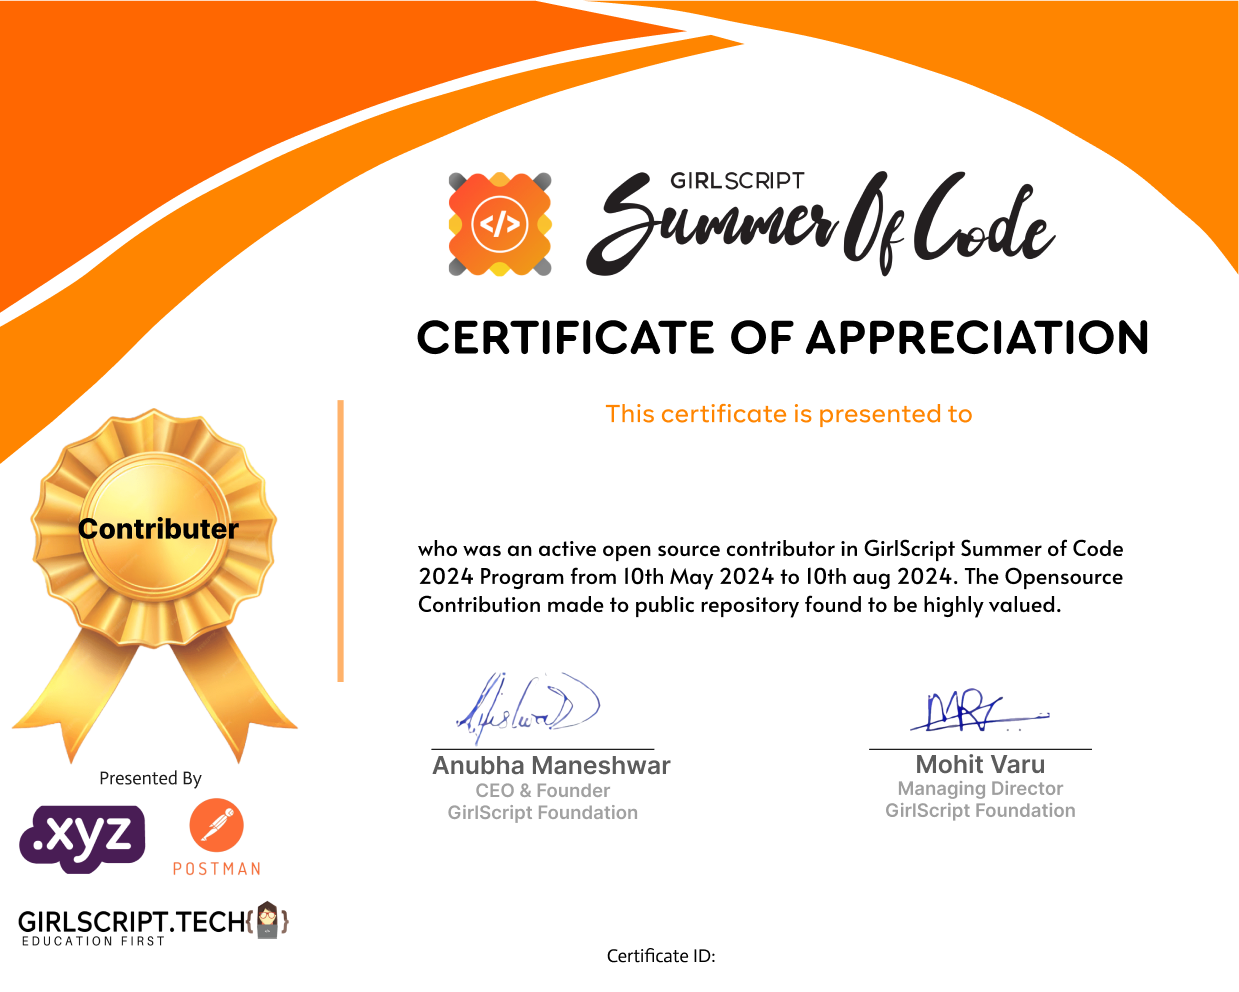 GIRLSCRIPT
Summer Of Code
</>
CERTIFICATE OF APPRECIATION
This certificate is presented to
Contributer
who was an active open source contributor in GirlScript Summer of Code
2024 Program from 10th May 2024 to 10th aug 2024. The Opensource
Contribution made to public repository found to be highly valued.
Anubha Maneshwar
CEO & Founder
GirlScript Foundation
Mohit Varu
Managing Director
GirlScript Foundation
Presented By
.xyz
POSTMAN
GIRLSCRIPT.TECH{}
EDUCATION FIRST
Certificate ID: